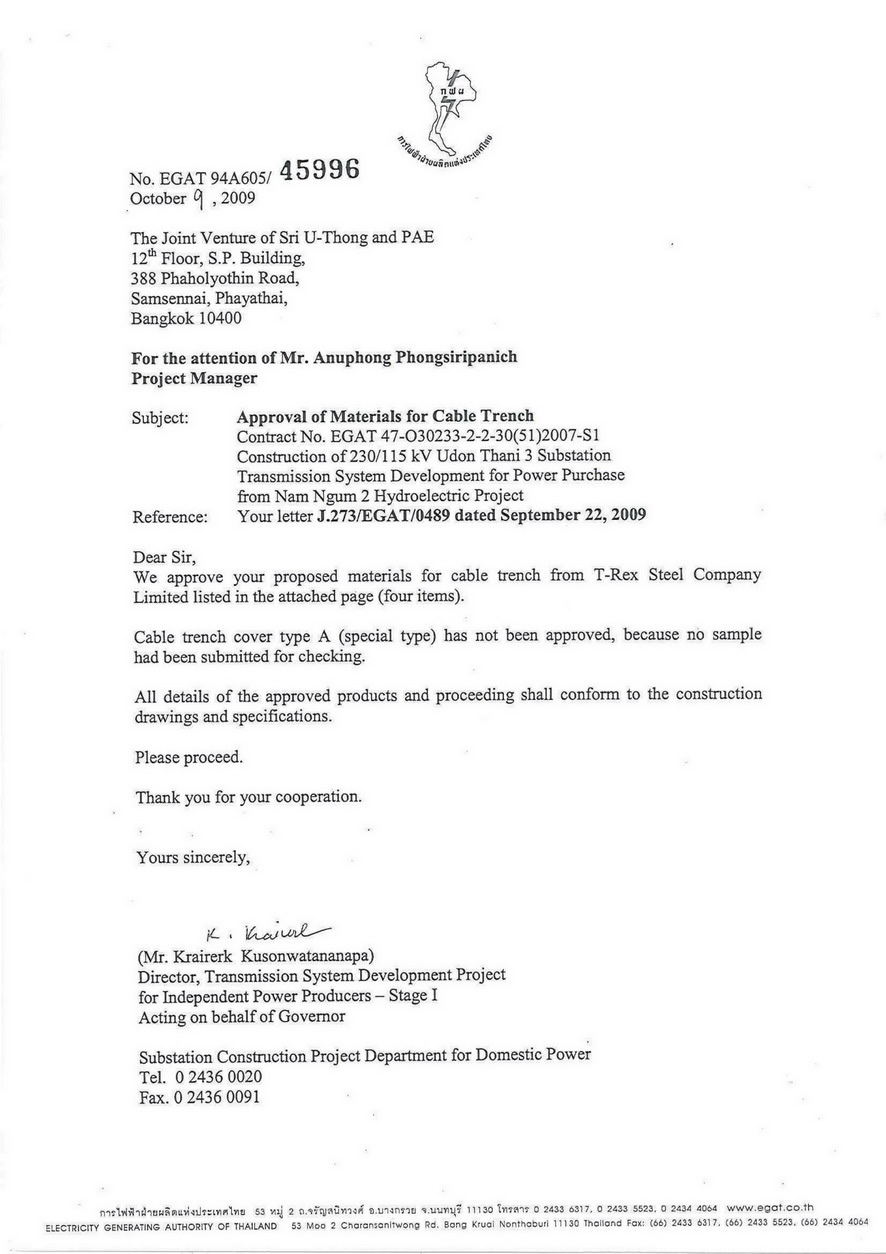 กฟผ
การไฟฟ้าฝ่ายผลิตแห่งประเทศไทย
No. EGAT 94A605/ 45996
October 9 , 2009
The Joint Venture of Sri U-Thong and PAE
12th Floor, S.P. Building,
388 Phaholyothin Road,
Samsennai, Phayathai,
Bangkok 10400
For the attention of Mr. Anuphong Phongsiripanich
Project Manager
Subject: Approval of Materials for Cable Trench
Contract No. EGAT 47-O30233-2-2-30(51)2007-S1
Construction of 230/115 kV Udon Thani 3 Substation
Transmission System Development for Power Purchase
from Nam Ngum 2 Hydroelectric Project
Reference: Your letter J.273/EGAT/0489 dated September 22, 2009
Dear Sir,
We approve your proposed materials for cable trench from T-Rex Steel Company
Limited listed in the attached page (four items).
Cable trench cover type A (special type) has not been approved, because no sample
had been submitted for checking.
All details of the approved products and proceeding shall conform to the construction
drawings and specifications.
Please proceed.
Thank you for your cooperation.
Yours sincerely,
K. Krairerk
(Mr. Krairerk Kusonwatananapa)
Director, Transmission System Development Project
for Independent Power Producers – Stage I
Acting on behalf of Governor
Substation Construction Project Department for Domestic Power
Tel. 0 2436 0020
Fax. 0 2436 0091
การไฟฟ้าฝ่ายผลิตแห่งประเทศไทย 53 หมู่ 2 ถ.จรัญสนิทวงศ์ อ.บางกรวย จ.นนทบุรี 11130 โทรสาร 0 2433 6317, 0 2433 5523, 0 2434 4064 www.egat.co.th
ELECTRICITY GENERATING AUTHORITY OF THAILAND 53 Moo 2 Charansanitwong Rd. Bang Kruai Nonthaburi 11130 Thailand Fax: (66) 2433 6317, (66) 2433 5523, (66) 2434 4064